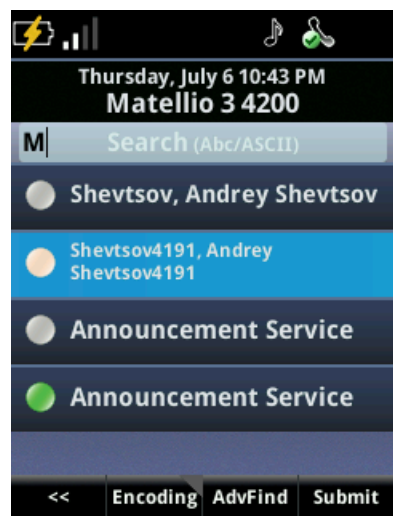 Thursday, July 6 10:43 PM
Matellio 3 4200
M Search (Abc/ASCII)
Shevtsov, Andrey Shevtsov
Shevtsov4191, Andrey
Shevtsov4191
Announcement Service
Announcement Service
<< Encoding AdvFind Submit